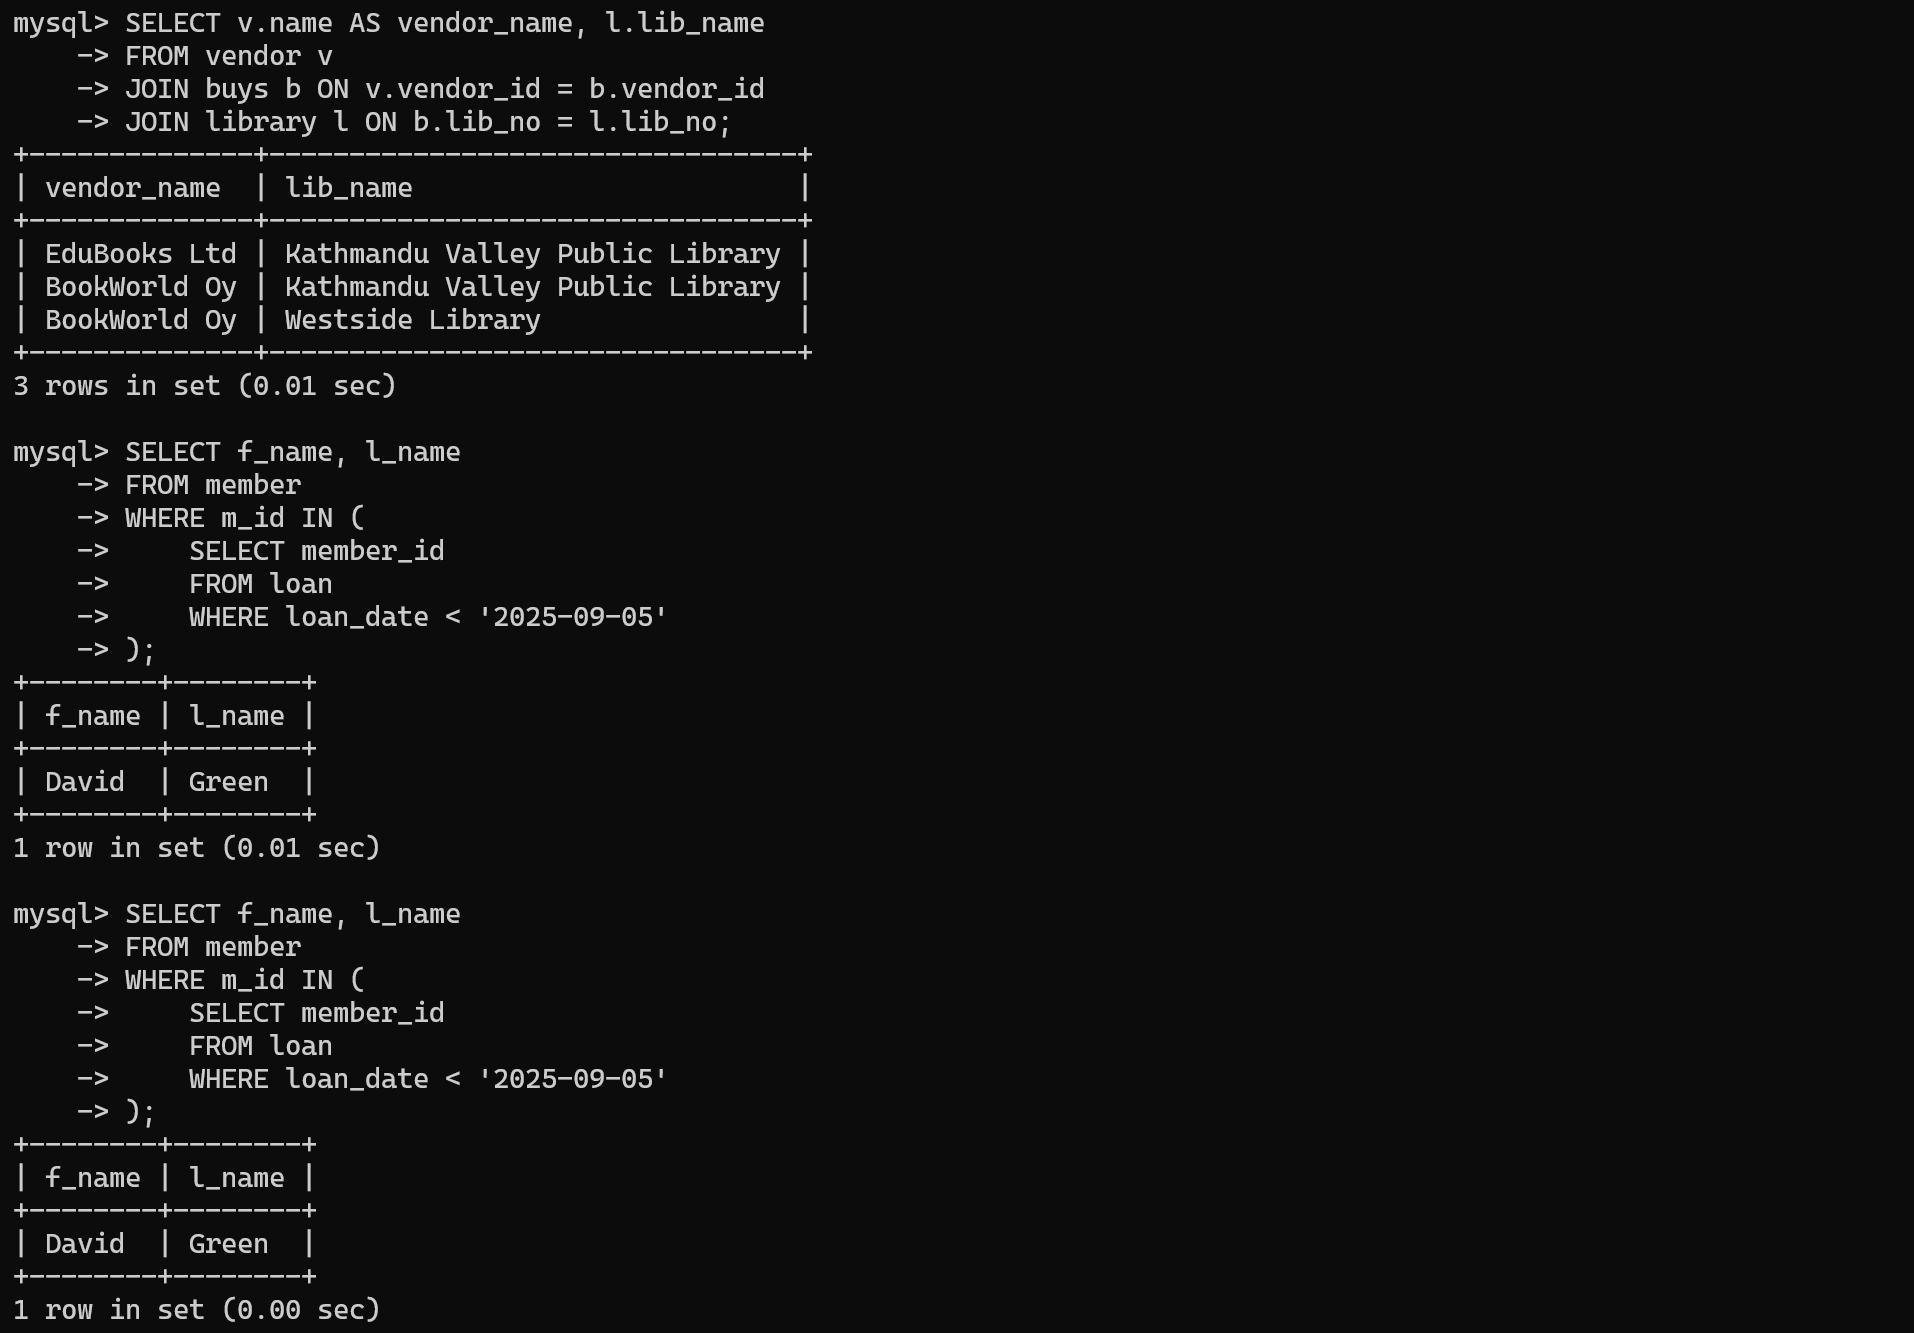 mysql> SELECT v.name AS vendor_name, l.lib_name
    -> FROM vendor v
    -> JOIN buys b ON v.vendor_id = b.vendor_id
    -> JOIN library l ON b.lib_no = l.lib_no;
+--------------+---------------------------------+
| vendor_name  | lib_name                        |
+--------------+---------------------------------+
| EduBooks Ltd | Kathmandu Valley Public Library |
| BookWorld Oy | Kathmandu Valley Public Library |
| BookWorld Oy | Westside Library                |
+--------------+---------------------------------+
3 rows in set (0.01 sec)

mysql> SELECT f_name, l_name
    -> FROM member
    -> WHERE m_id IN (
    ->     SELECT member_id
    ->     FROM loan
    ->     WHERE loan_date < '2025-09-05'
    -> );
+--------+--------+
| f_name | l_name |
+--------+--------+
| David  | Green  |
+--------+--------+
1 row in set (0.01 sec)

mysql> SELECT f_name, l_name
    -> FROM member
    -> WHERE m_id IN (
    ->     SELECT member_id
    ->     FROM loan
    ->     WHERE loan_date < '2025-09-05'
    -> );
+--------+--------+
| f_name | l_name |
+--------+--------+
| David  | Green  |
+--------+--------+
1 row in set (0.00 sec)